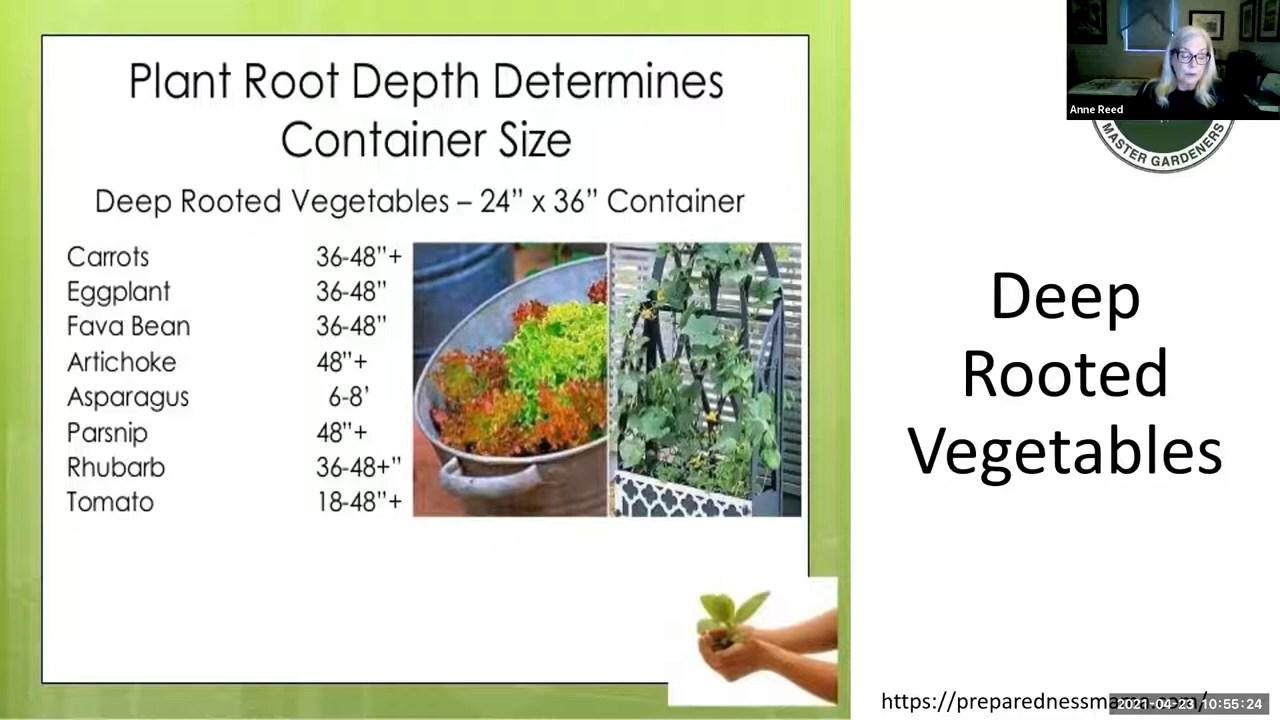 Plant Root Depth Determines
Container Size
Deep Rooted Vegetables – 24” x 36” Container
Carrots 36-48”+
Eggplant 36-48”
Fava Bean 36-48”
Artichoke 48”+
Asparagus 6-8’
Parsnip 48”+
Rhubarb 36-48+”
Tomato 18-48”+
Anne Reed
MASTER GARDENERS
Deep
Rooted
Vegetables
2021-04-23 10:55:24